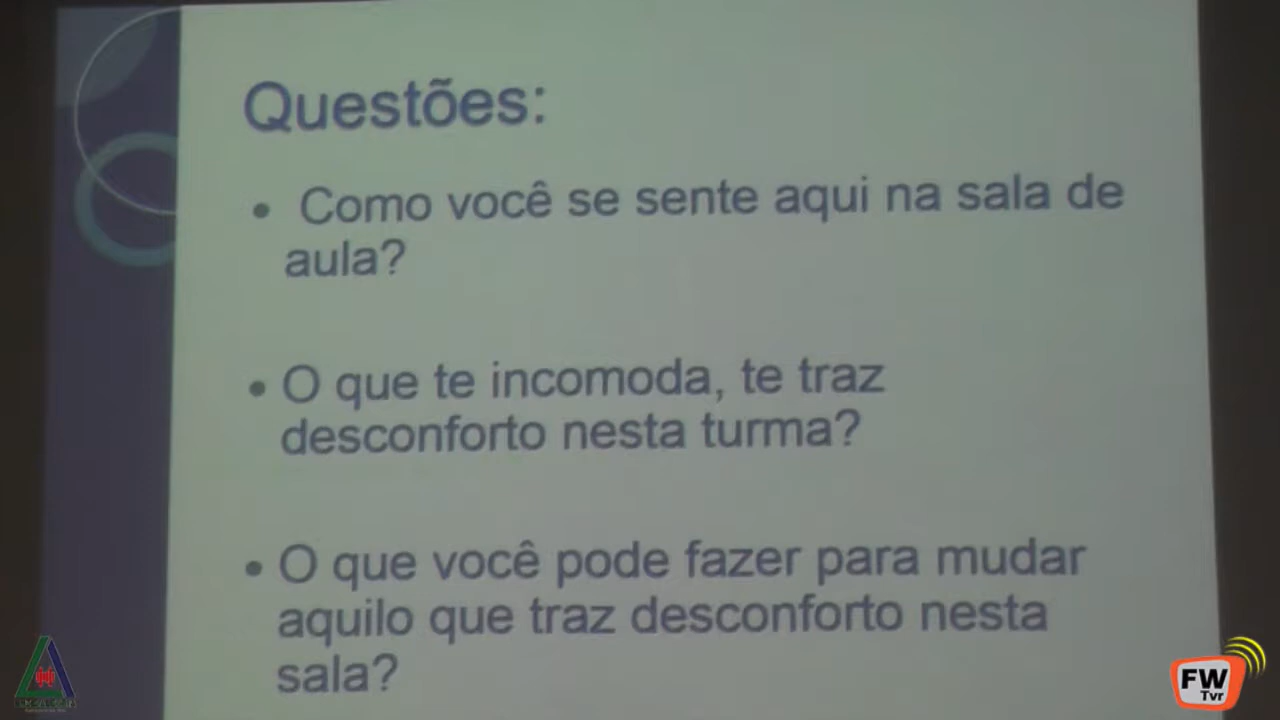 Questões:
• Como você se sente aqui na sala de
aula?
• O que te incomoda, te traz
desconforto nesta turma?
• O que você pode fazer para mudar
aquilo que traz desconforto nesta
sala?
FW
Tvr